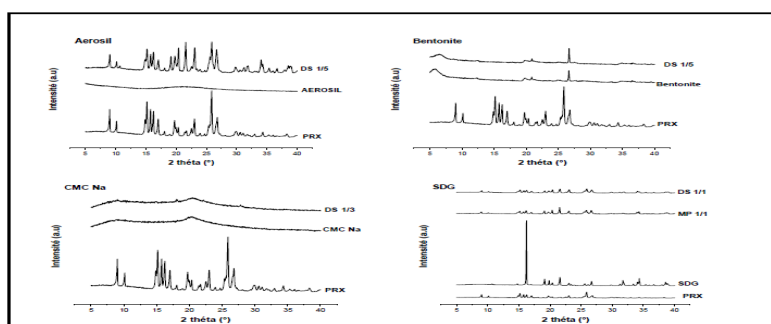 Aerosil
Intensité (a.u)
DS 1/5
AEROSIL
PRX
5 10 15 20 25 30 35 40
2 théta (°)
Bentonite
Intensité (a.u)
DS 1/5
Bentonite
PRX
5 10 15 20 25 30 35 40
2 théta (°)
CMC Na
Intensité (a.u)
DS 1/3
CMC Na
PRX
5 10 15 20 25 30 35 40
2 théta (°)
SDG
Intensité (a.u)
DS 1/1
MP 1/1
SDG
PRX
5 10 15 20 25 30 35 40
2 théta (°)